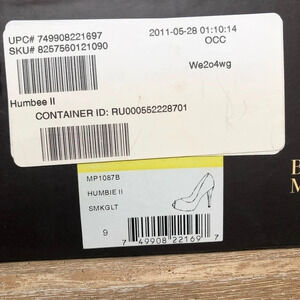 UPC# 749908221697
2011-05-28 01:10:14
SKU# 8257560121090
OCC
We2o4wg
Humbee II
CONTAINER ID: RU000552228701
MP1087B
HUMBIE II
SMKGLT
9
7 49908 22169 7